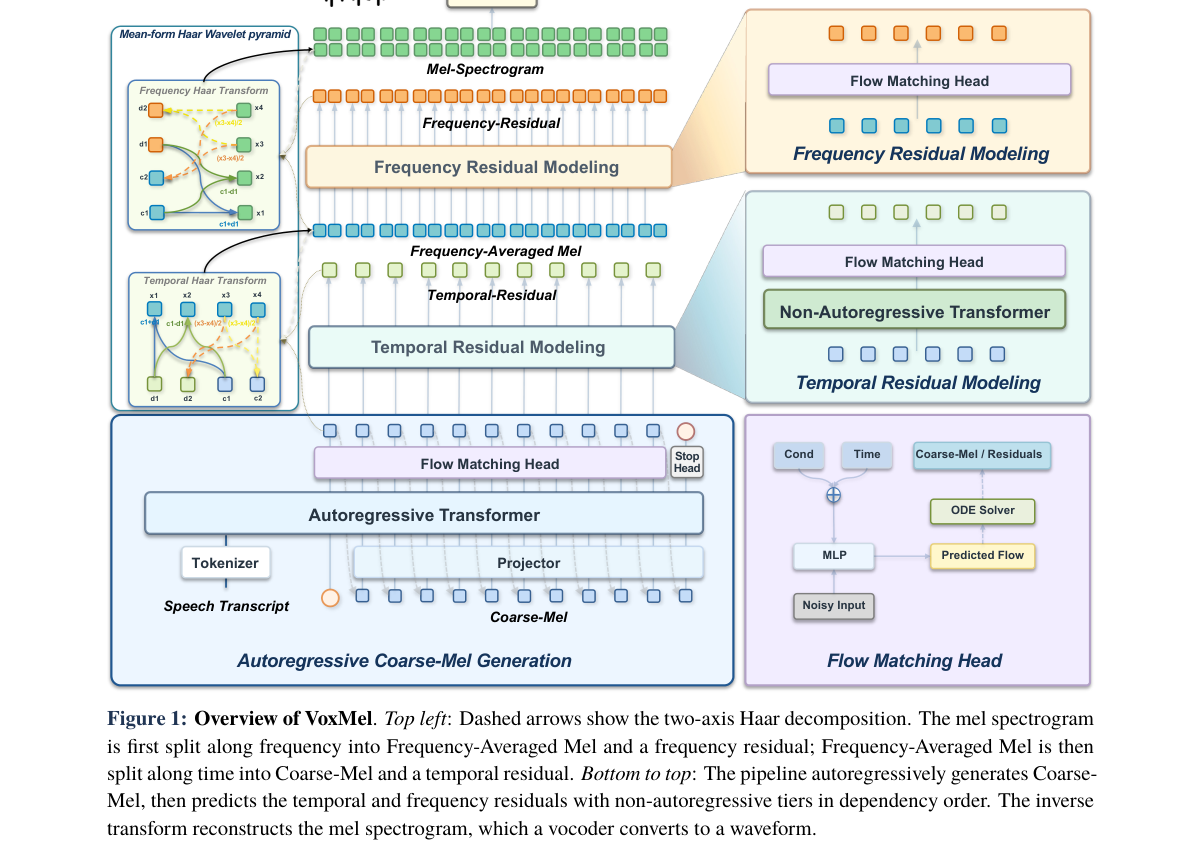 Mean-form Haar Wavelet pyramid
Frequency Haar Transform
d2
x4
(x3-x4)/2
d1
x3
(x3-x4)/2
c2
x2
c1-d1
c1
x1
c1+d1
Temporal Haar Transform
x1 x2 x3 x4
c1+d1 c1-d1 (x3-x4)/2 (x3-x4)/2
d1 d2 c1 c2
Mel-Spectrogram
Frequency-Residual
Frequency Residual Modeling
Frequency-Averaged Mel
Temporal-Residual
Temporal Residual Modeling
Flow Matching Head
Frequency Residual Modeling
Flow Matching Head
Non-Autoregressive Transformer
Temporal Residual Modeling
Flow Matching Head
Stop
Head
Autoregressive Transformer
Tokenizer
Projector
Speech Transcript
Coarse-Mel
Autoregressive Coarse-Mel Generation
Cond
Time
Coarse-Mel / Residuals
ODE Solver
MLP
Predicted Flow
Noisy Input
Flow Matching Head
Figure 1: Overview of VoxMel. Top left: Dashed arrows show the two-axis Haar decomposition. The mel spectrogram
is first split along frequency into Frequency-Averaged Mel and a frequency residual; Frequency-Averaged Mel is then
split along time into Coarse-Mel and a temporal residual. Bottom to top: The pipeline autoregressively generates Coarse-
Mel, then predicts the temporal and frequency residuals with non-autoregressive tiers in dependency order. The inverse
transform reconstructs the mel spectrogram, which a vocoder converts to a waveform.